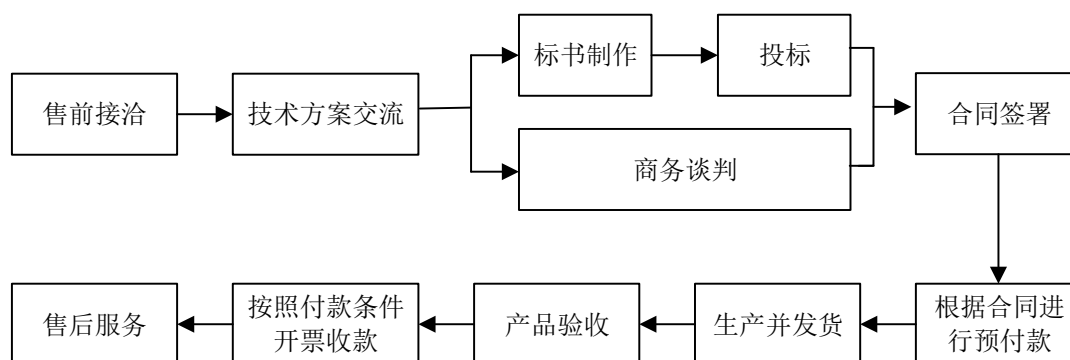 标书制作
投标
售前接洽
技术方案交流
合同签署
商务谈判
售后服务
按照付款条件
开票收款
产品验收
生产并发货
根据合同进
行预付款